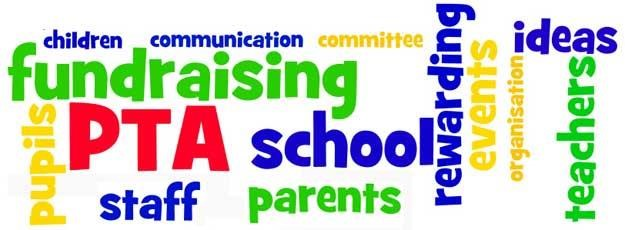 children communication committee
fundraising
pupils
PTA
school
staff
parents
rewarding
events
organisation
ideas
teachers